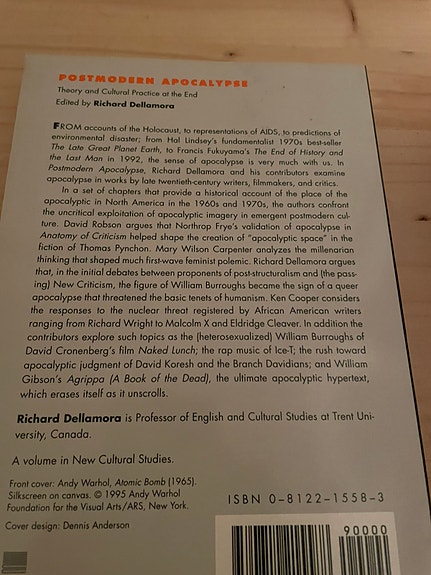 POSTMODERN APOCALYPSE
Theory and Cultural Practice at the End
Edited by Richard Dellamora
FROM accounts of the Holocaust, to representations of AIDS, to predictions of
environmental disaster; from Hal Lindsey's fundamentalist 1970s best-seller
The Late Great Planet Earth, to Francis Fukuyama's The End of History and
the Last Man in 1992, the sense of apocalypse is very much with us. In
Postmodern Apocalypse, Richard Dellamora and his contributors examine
apocalypse in works by late twentieth-century writers, filmmakers, and critics.
In a set of chapters that provide a historical account of the place of the
apocalyptic in North America in the 1960s and 1970s, the authors confront
the uncritical exploitation of apocalyptic imagery in emergent postmodern cul-
ture. David Robson argues that Northrop Frye's validation of apocalypse in
Anatomy of Criticism helped shape the creation of "apocalyptic space" in the
fiction of Thomas Pynchon. Mary Wilson Carpenter analyzes the millenarian
thinking that shaped much first-wave feminist polemic. Richard Dellamora argues
that, in the initial debates between proponents of post-structuralism and (the pass-
ing) New Criticism, the figure of William Burroughs became the sign of a queer
apocalypse that threatened the basic tenets of humanism. Ken Cooper considers
the responses to the nuclear threat registered by African American writers
ranging from Richard Wright to Malcolm X and Eldridge Cleaver. In addition the
contributors explore such topics as the (heterosexualized) William Burroughs of
David Cronenberg's film Naked Lunch; the rap music of Ice-T; the rush toward
apocalyptic judgment of David Koresh and the Branch Davidians; and William
Gibson's Agrippa (A Book of the Dead), the ultimate apocalyptic hypertext,
which erases itself as it unscrolls.
Richard Dellamora is Professor of English and Cultural Studies at Trent Uni-
versity, Canada.
A volume in New Cultural Studies.
Front cover: Andy Warhol, Atomic Bomb (1965).
Silkscreen on canvas. © 1995 Andy Warhol
Foundation for the Visual Arts/ARS, New York.
Cover design: Dennis Anderson
ISBN 0-8122-1558-3
90000